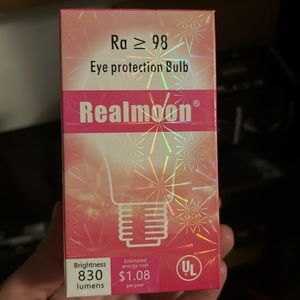 Ra ≥ 98
Eye protection Bulb
Realmoon®
Brightness
830
lumens
Estimated
energy cost
$1.08
per year
UL